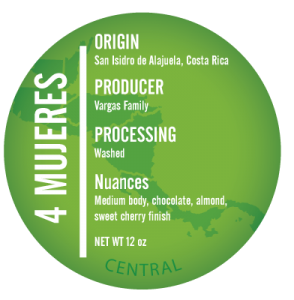 4 MUJERES
ORIGIN
San Isidro de Alajuela, Costa Rica
PRODUCER
Vargas Family
PROCESSING
Washed
Nuances
Medium body, chocolate, almond,
sweet cherry finish
NET WT 12 oz
CENTRAL